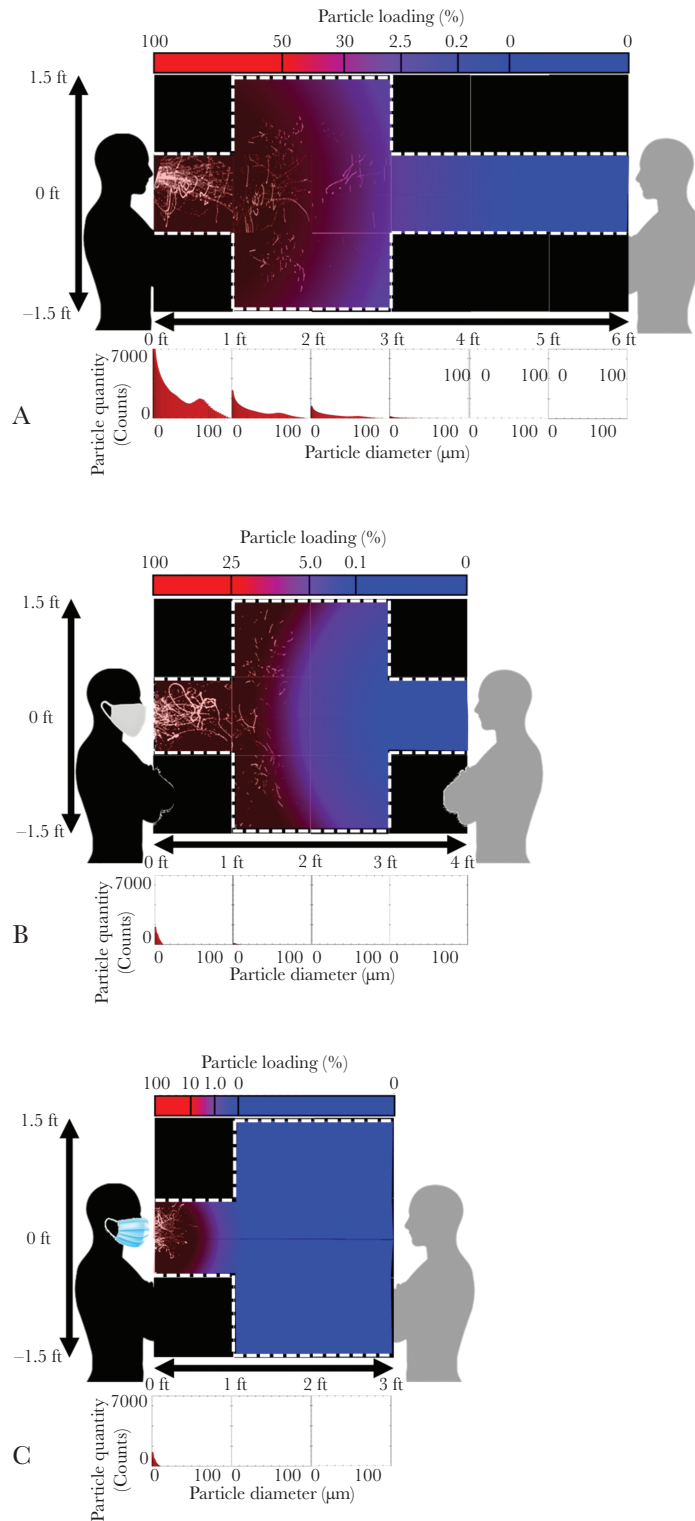 Particle loading (%)
100 50 30 2.5 0.2 0 0
1.5 ft
0 ft
−1.5 ft
0 ft 1 ft 2 ft 3 ft 4 ft 5 ft 6 ft
Particle quantity
(Counts)
7000
0
100 0 100 0 100
0 100 0 100 0 100 0 100 0 100 0 100
Particle diameter (μm)
A
Particle loading (%)
100 25 5.0 0.1 0
1.5 ft
0 ft
−1.5 ft
0 ft 1 ft 2 ft 3 ft 4 ft
Particle quantity
(Counts)
7000
0
0 100 0 100 0 100 0 100
Particle diameter (μm)
B
Particle loading (%)
100 10 1.0 0 0
1.5 ft
0 ft
−1.5 ft
0 ft 1 ft 2 ft 3 ft
Particle quantity
(Counts)
7000
0
0 100 0 100 0 100
Particle diameter (μm)
C